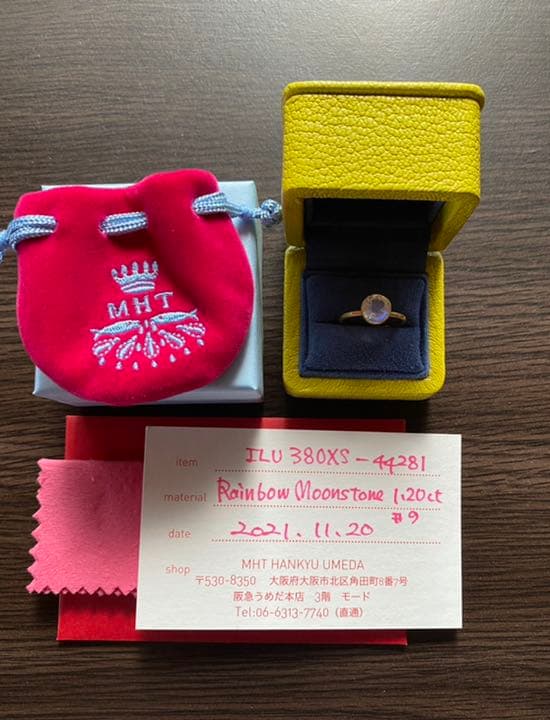 MHT
item ILU 380XS-44281
material Rainbow Moonstone 1.20ct
#9
date 2021.11.20
shop MHT HANKYU UMEDA
〒530-8350 大阪府大阪市北区角田町8番7号
阪急うめだ本店 3階 モード
Tel:06-6313-7740（直通）